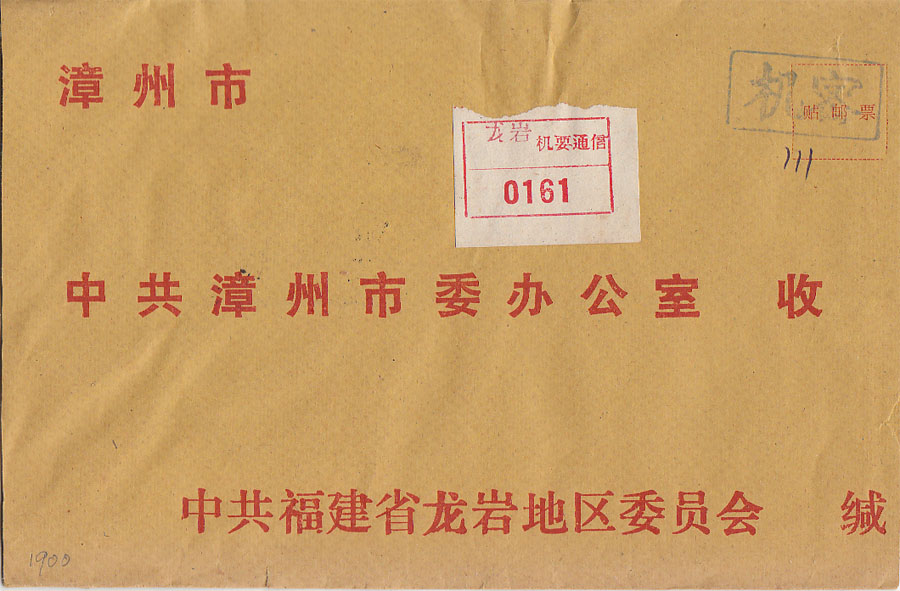 漳州市
机密
贴邮票
111
龙岩 机要通信
0161
中共漳州市委办公室 收
中共福建省龙岩地区委员会 缄
1900